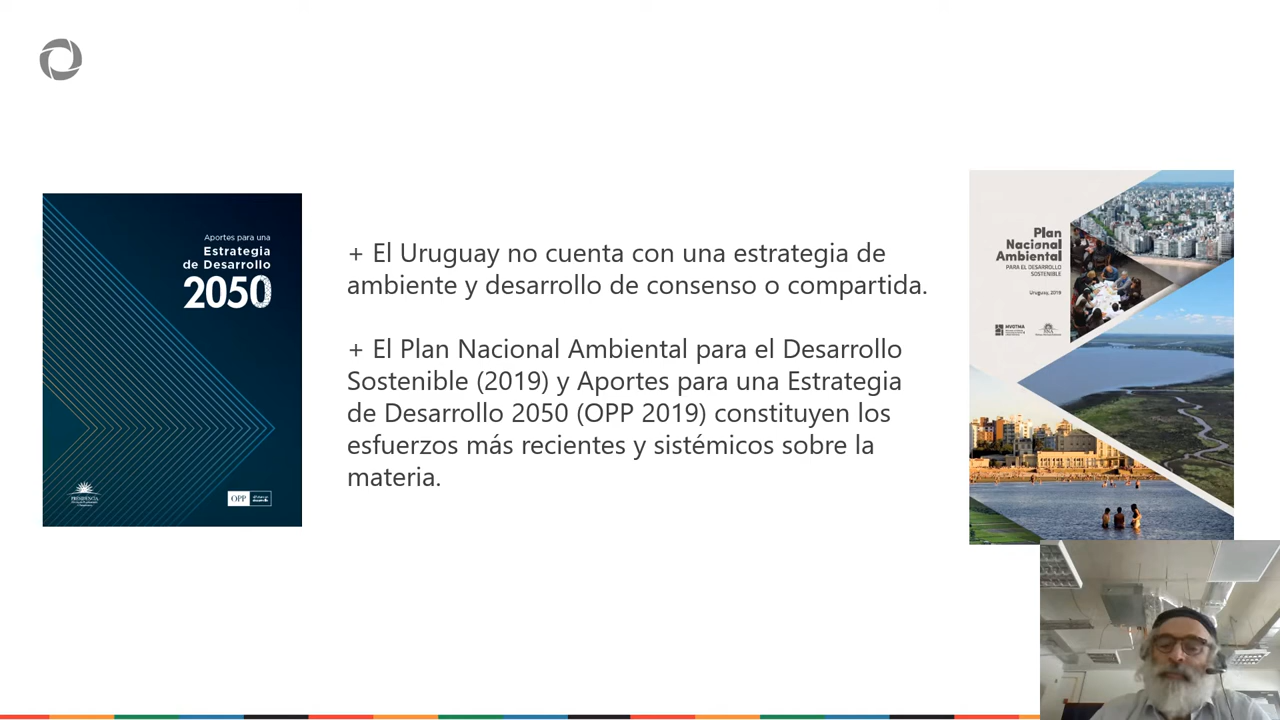 Aportes para una
Estrategia
de Desarrollo
2050
PRESIDENCIA
OPP
+ El Uruguay no cuenta con una estrategia de
ambiente y desarrollo de consenso o compartida.
+ El Plan Nacional Ambiental para el Desarrollo
Sostenible (2019) y Aportes para una Estrategia
de Desarrollo 2050 (OPP 2019) constituyen los
esfuerzos más recientes y sistémicos sobre la
materia.
Plan
Nacional
Ambiental
PARA EL DESARROLLO
SOSTENIBLE
Uruguay, 2019
MVOTMA
SNA